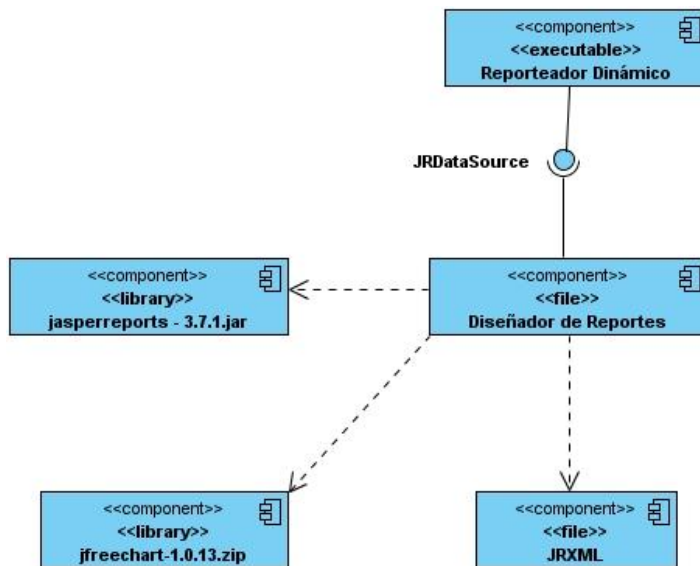 <<component>>
<<executable>>
Reporteador Dinámico
JRDataSource
<<component>>
<<library>>
jasperreports - 3.7.1.jar
<<component>>
<<file>>
Diseñador de Reportes
<<component>>
<<library>>
jfreechart-1.0.13.zip
<<component>>
<<file>>
JRXML